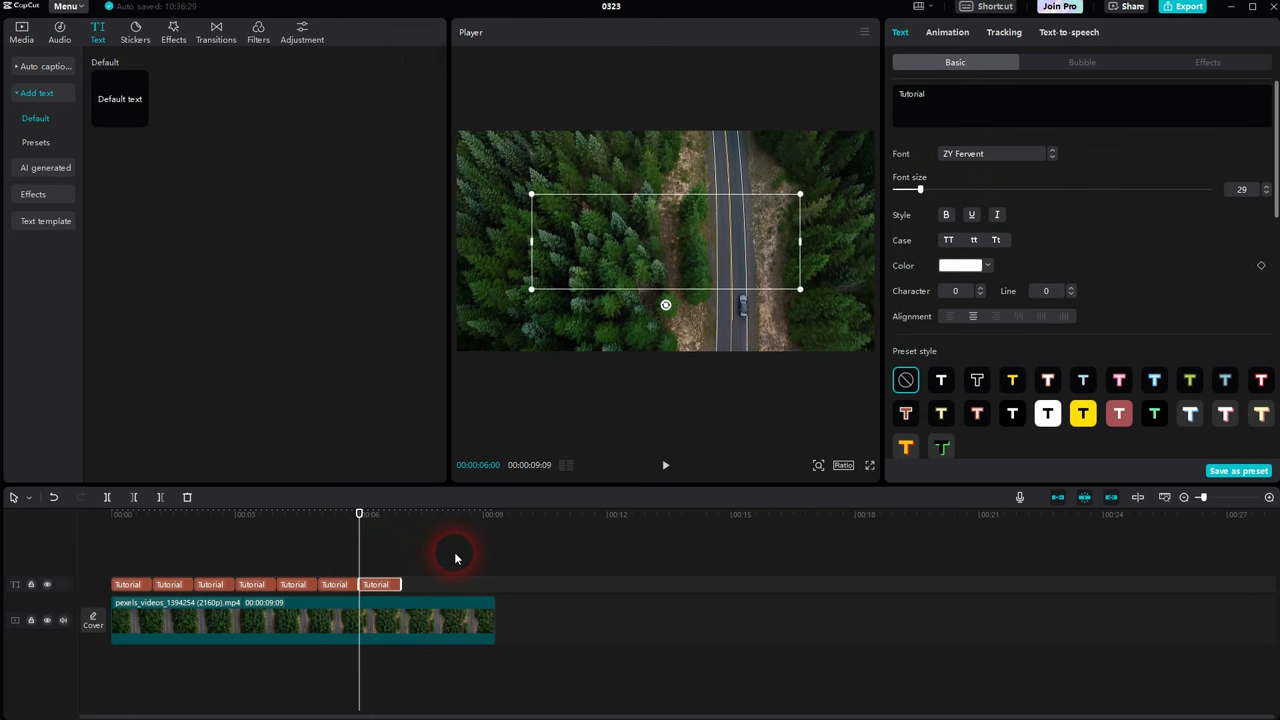 CapCut Menu Auto saved: 10:36:29 0323 Shortcut Join Pro Share Export
Media Audio Text Stickers Effects Transitions Filters Adjustment
Auto captio...
Add text
Default
Presets
AI generated
Effects
Text template
Default
Default text
Player
00:00:06:00 00:00:09:09
Ratio
Text Animation Tracking Text-to-speech
Basic Bubble Effects
Tutorial
Font ZY Fervent
Font size
29
Style B U I
Case TT tt Tt
Color
Character 0 Line 0
Alignment
Preset style
T T T T T T T T T T
T T T T T T T T T T T
T T
Save as preset
00:00 00:03 00:06 00:09 00:12 00:15 00:18 00:21 00:24 00:27
TI Tutorial Tutorial Tutorial Tutorial Tutorial Tutorial Tutorial
Cover
pexels_videos_1394254 (2160p).mp4 00:00:09:09